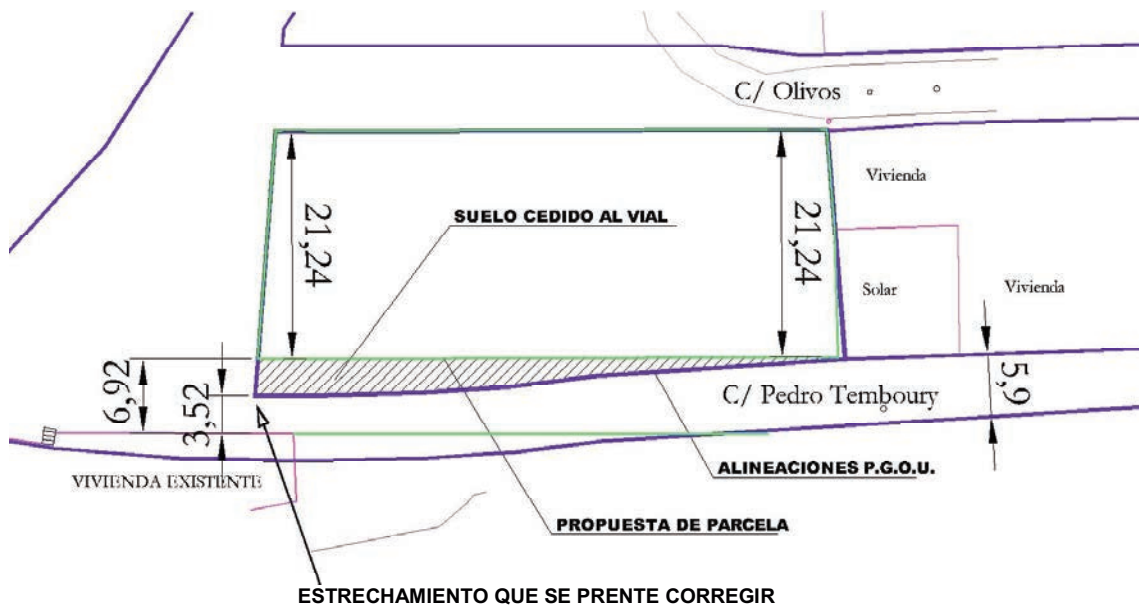 C/ Olivos
Vivienda
SUELO CEDIDO AL VIAL
21,24
21,24
Solar
Vivienda
6,92
3,52
C/ Pedro Temboury
5,9
VIVIENDA EXISTENTE
ALINEACIONES P.G.O.U.
PROPUESTA DE PARCELA
ESTRECHAMIENTO QUE SE PRENTE CORREGIR